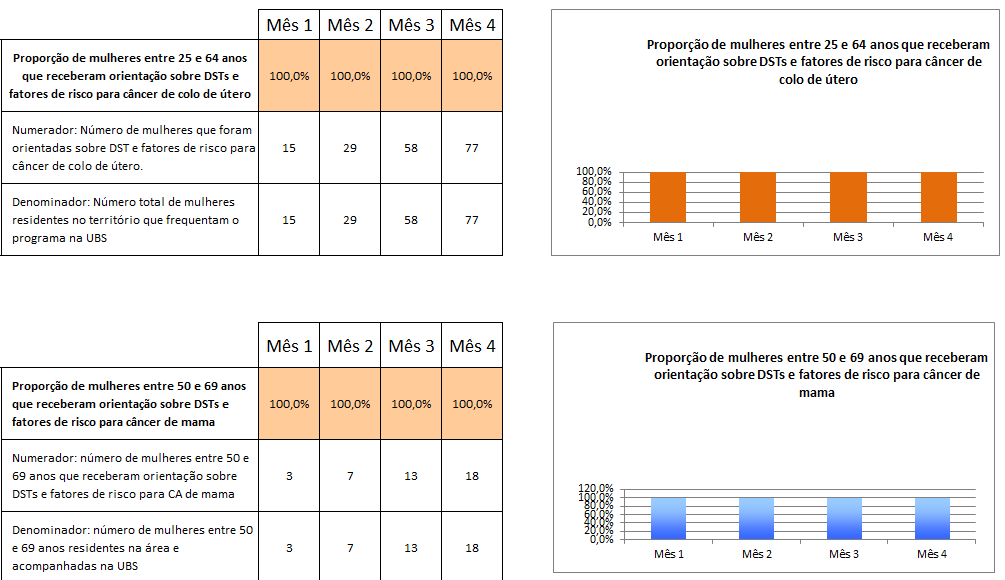 Mês 1 Mês 2 Mês 3 Mês 4
Proporção de mulheres entre 25 e 64 anos
que receberam orientação sobre DSTs e
fatores de risco para câncer de colo de útero
100,0% 100,0% 100,0% 100,0%
Numerador: Número de mulheres que foram
orientadas sobre DST e fatores de risco para
câncer de colo de útero.
15 29 58 77
Denominador: Número total de mulheres
residentes no território que frequentam o
programa na UBS
15 29 58 77
Proporção de mulheres entre 25 e 64 anos que receberam
orientação sobre DSTs e fatores de risco para câncer de
colo de útero
100,0%
80,0%
60,0%
40,0%
20,0%
0,0%
Mês 1 Mês 2 Mês 3 Mês 4
Mês 1 Mês 2 Mês 3 Mês 4
Proporção de mulheres entre 50 e 69 anos
que receberam orientação sobre DSTs e
fatores de risco para câncer de mama
100,0% 100,0% 100,0% 100,0%
Numerador: número de mulheres entre 50 e
69 anos que receberam orientação sobre
DSTs e fatores de risco para CA de mama
3 7 13 18
Denominador: número de mulheres entre 50
e 69 anos residentes na área e
acompanhadas na UBS
3 7 13 18
Proporção de mulheres entre 50 e 69 anos que receberam
orientação sobre DSTs e fatores de risco para câncer de
mama
120,0%
100,0%
80,0%
60,0%
40,0%
20,0%
0,0%
Mês 1 Mês 2 Mês 3 Mês 4